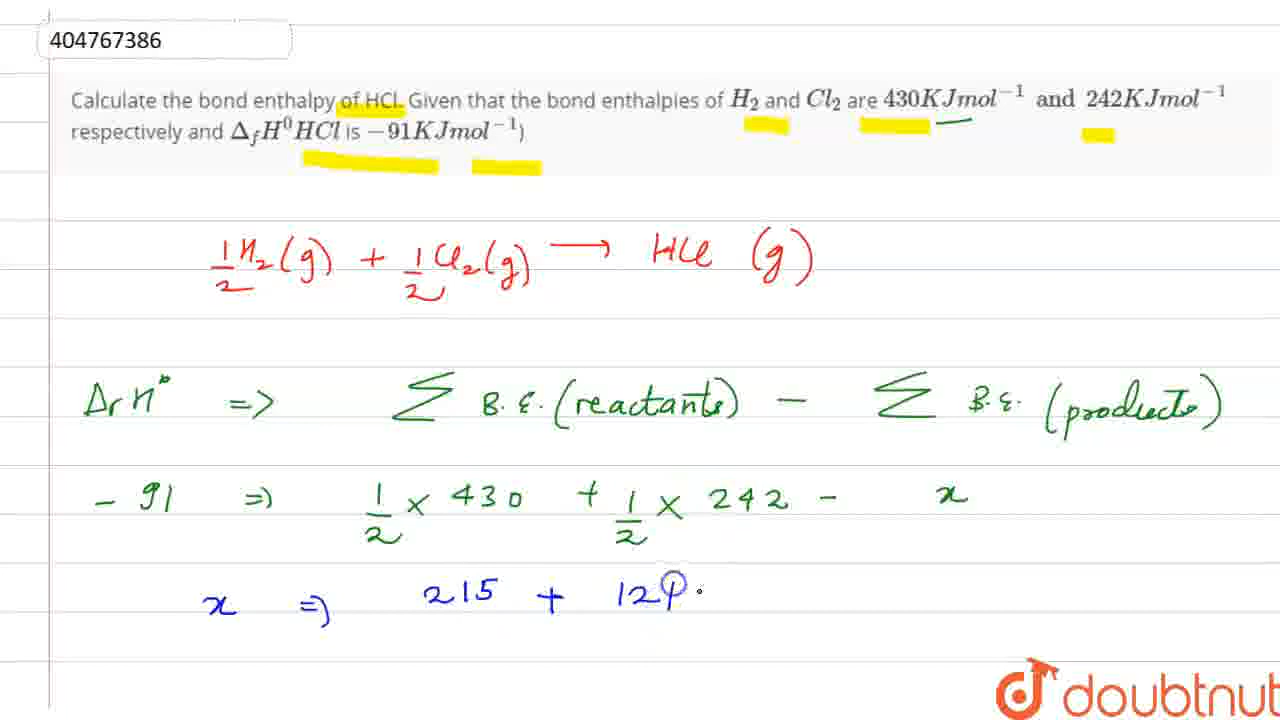 404767386
Calculate the bond enthalpy of HCl. Given that the bond enthalpies of H₂ and Cl₂ are 430KJmol⁻¹ and 242KJmol⁻¹
respectively and Δ_fH⁰HCl is −91KJmol⁻¹)
1/2 H₂(g) + 1/2 Cl₂(g) ⟶ HCl (g)
ΔrH° => Σ B.E. (reactants) − Σ B.E. (products)
− 91 => 1/2 × 430 + 1/2 × 242 − x
x => 215 + 121
doubtnut